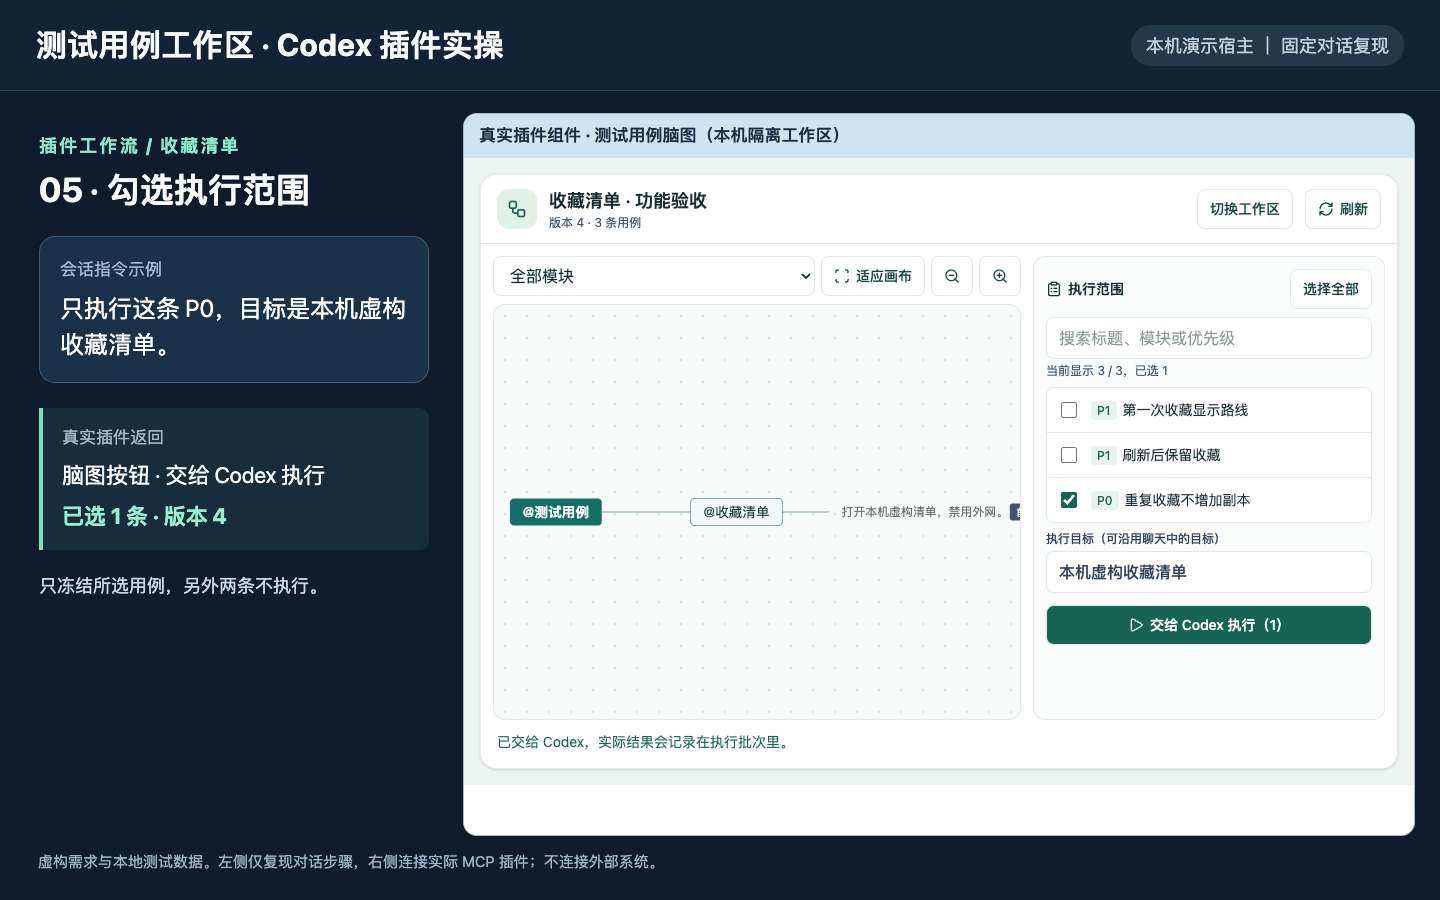 测试用例工作区 · Codex 插件实操
本机演示宿主 | 固定对话复现
插件工作流 / 收藏清单
05 · 勾选执行范围
会话指令示例
只执行这条 P0，目标是本机虚构
收藏清单。
真实插件返回
脑图按钮 · 交给 Codex 执行
已选 1 条 · 版本 4
只冻结所选用例，另外两条不执行。
真实插件组件 · 测试用例脑图（本机隔离工作区）
收藏清单 · 功能验收
版本 4 · 3 条用例
切换工作区
刷新
全部模块
适应画布
@测试用例
@收藏清单
打开本机虚构清单，禁用外网。
执行范围
选择全部
搜索标题、模块或优先级
当前显示 3 / 3，已选 1
P1 第一次收藏显示路线
P1 刷新后保留收藏
P0 重复收藏不增加副本
执行目标（可沿用聊天中的目标）
本机虚构收藏清单
交给 Codex 执行（1）
已交给 Codex，实际结果会记录在执行批次里。
虚构需求与本地测试数据。左侧仅复现对话步骤，右侧连接实际 MCP 插件；不连接外部系统。